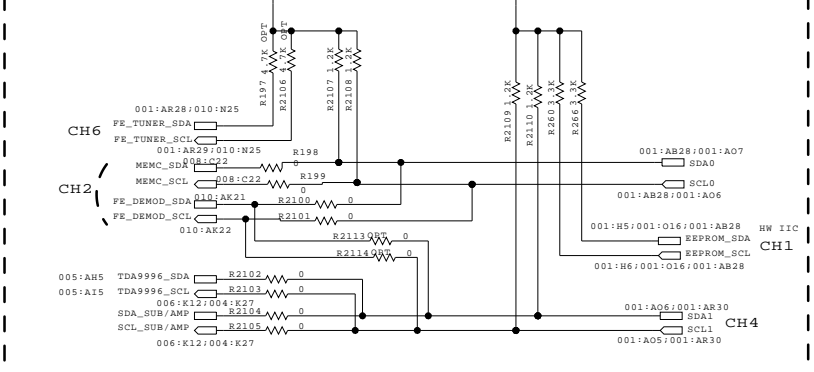 R197 4.7K OPT
R2106 4.7K OPT
R2107 1.2K
R2108 1.2K
R2109 1.2K
R2110 1.2K
R260 3.3K
R266 3.3K
001:AR28;010:N25
CH6
FE_TUNER_SDA
FE_TUNER_SCL
001:AR29;010:N25
008:C22
MEMC_SDA
R198
0
MEMC_SCL
008:C22
R199
0
CH2
010:AK21
FE_DEMOD_SDA
R2100 0
FE_DEMOD_SCL
R2101 0
010:AK22
R2113 OPT 0
R2114 OPT 0
001:AB28;001:AO7
SDA0
SCL0
001:AB28;001:AO6
001:H5;001:O16;001:AB28
HW IIC
EEPROM_SDA
CH1
EEPROM_SCL
001:H6;001:O16;001:AB28
005:AH5 TDA9996_SDA R2102 0
005:AI5 TDA9996_SCL R2103 0
006:K12;004:K27
SDA_SUB/AMP R2104 0
SCL_SUB/AMP R2105 0
006:K12;004:K27
001:AO6;001:AR30
SDA1
CH4
SCL1
001:AO5;001:AR30